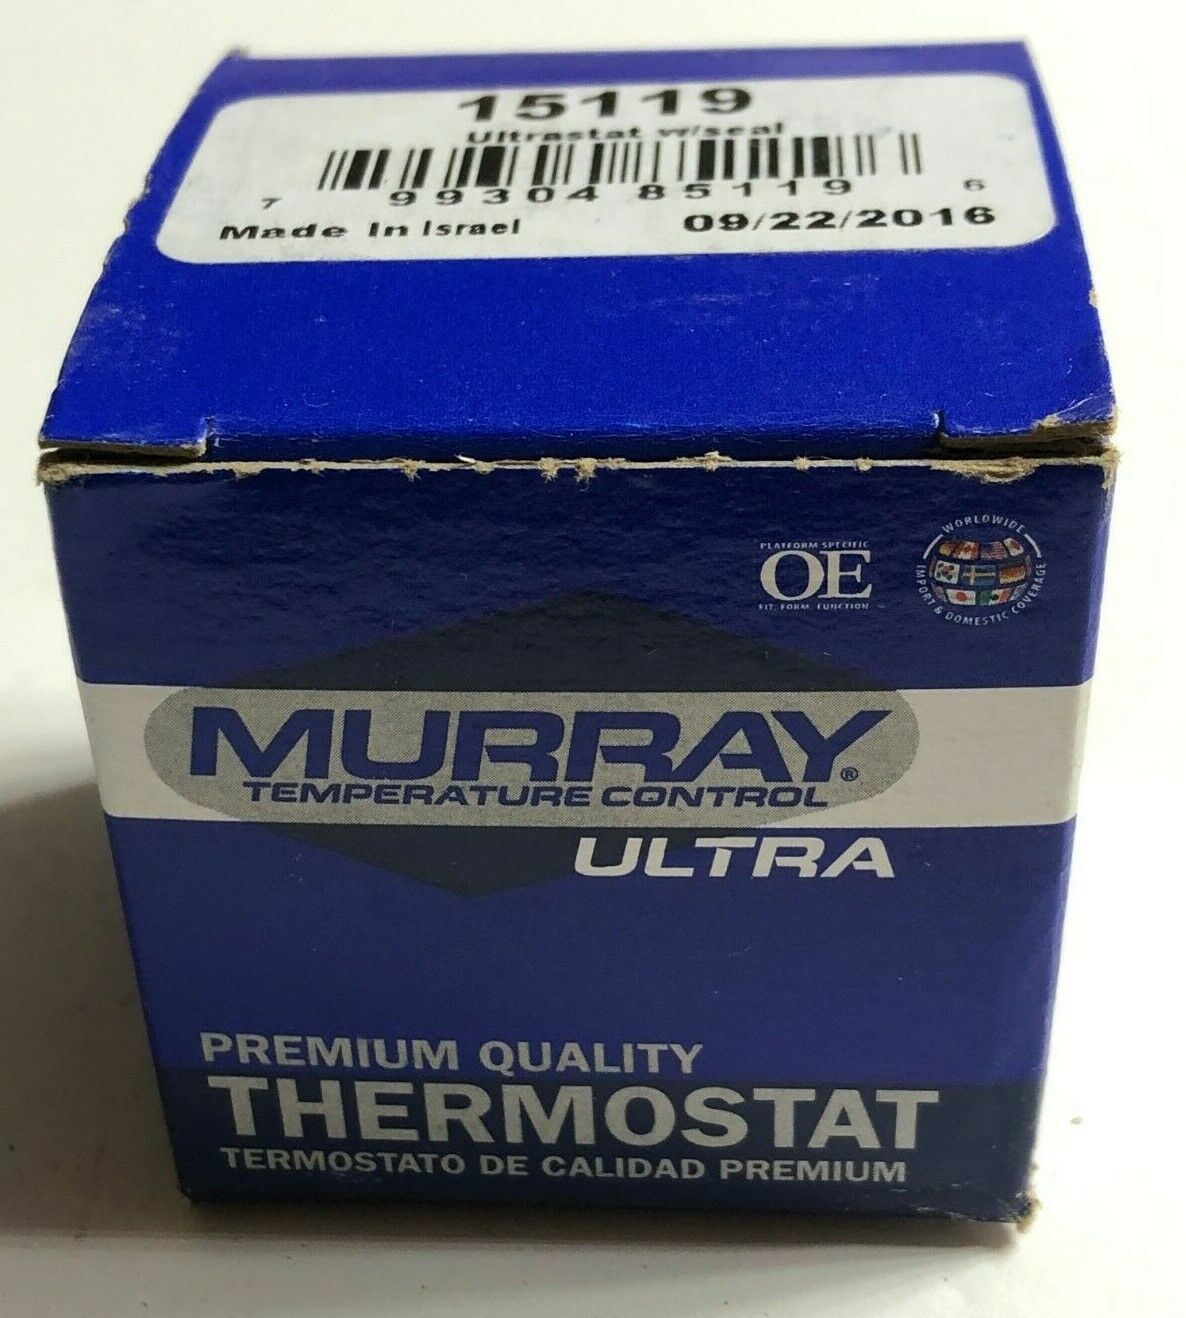 15119
Ultrastat w/seal
7 99304 85119 6
Made In Israel 09/22/2016
PLATFORM SPECIFIC
OE
FIT, FORM, FUNCTION ™
WORLDWIDE
IMPORT & DOMESTIC COVERAGE
MURRAY®
TEMPERATURE CONTROL
ULTRA
PREMIUM QUALITY
THERMOSTAT
TERMOSTATO DE CALIDAD PREMIUM